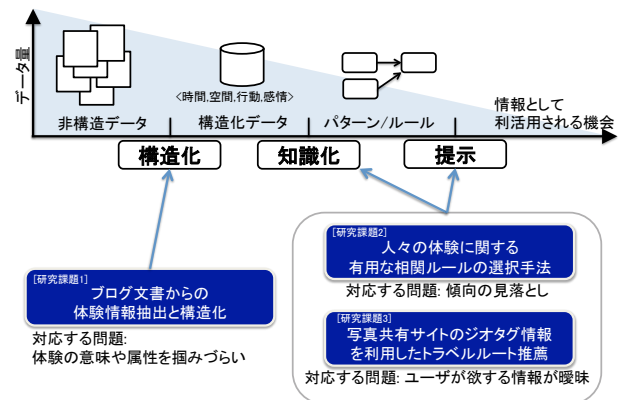 データ量
<時間,空間,行動,感情>
情報として
利活用される機会
非構造データ
構造化データ
パターン/ルール
構造化
知識化
提示
[研究課題1]
ブログ文書からの
体験情報抽出と構造化
対応する問題:
体験の意味や属性を掴みづらい
[研究課題2]
人々の体験に関する
有用な相関ルールの選択手法
対応する問題: 傾向の見落とし
[研究課題3]
写真共有サイトのジオタグ情報
を利用したトラベルルート推薦
対応する問題: ユーザが欲する情報が曖昧